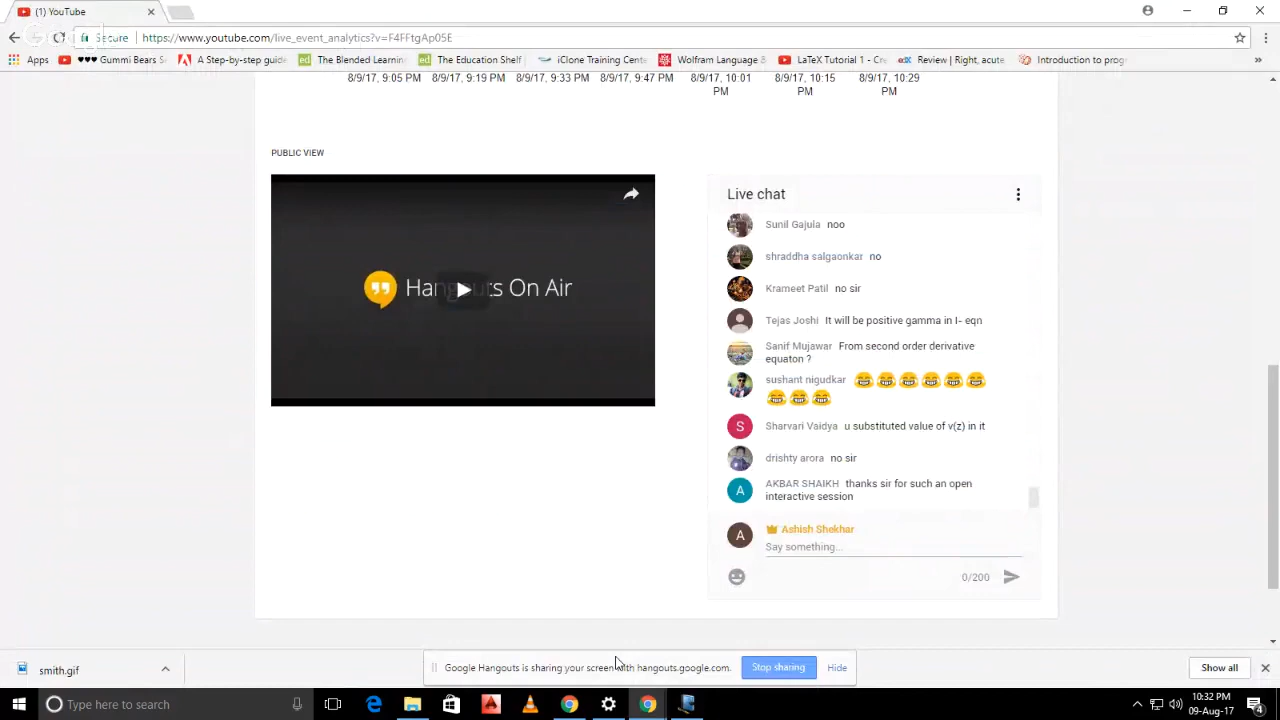 (1) YouTube
Secure https://www.youtube.com/live_event_analytics?v=F4FFtgAp05E
Apps ♥♥♥ Gummi Bears S A Step-by-step guide ed The Blended Learning ed The Education Shelf iClone Training Cent Wolfram Language TU LaTeX Tutorial 1 - Cre edX Review | Right, acute Introduction to progr »
8/9/17, 9:05 PM 8/9/17, 9:19 PM 8/9/17, 9:33 PM 8/9/17, 9:47 PM 8/9/17, 10:01 PM 8/9/17, 10:15 PM 8/9/17, 10:29 PM
PUBLIC VIEW
Hangouts On Air
Live chat
Sunil Gajula noo
shraddha salgaonkar no
Krameet Patil no sir
Tejas Joshi It will be positive gamma in I- eqn
Sanif Mujawar From second order derivative
equaton ?
sushant nigudkar 😂😂😂😂😂😂
😂😂😂
S Sharvari Vaidya u substituted value of v(z) in it
drishty arora no sir
A AKBAR SHAIKH thanks sir for such an open
interactive session
A Ashish Shekhar
Say something...
0/200
smith.gif
Google Hangouts is sharing your screen with hangouts.google.com. Stop sharing Hide
Show all
Type here to search
10:32 PM
09-Aug-17